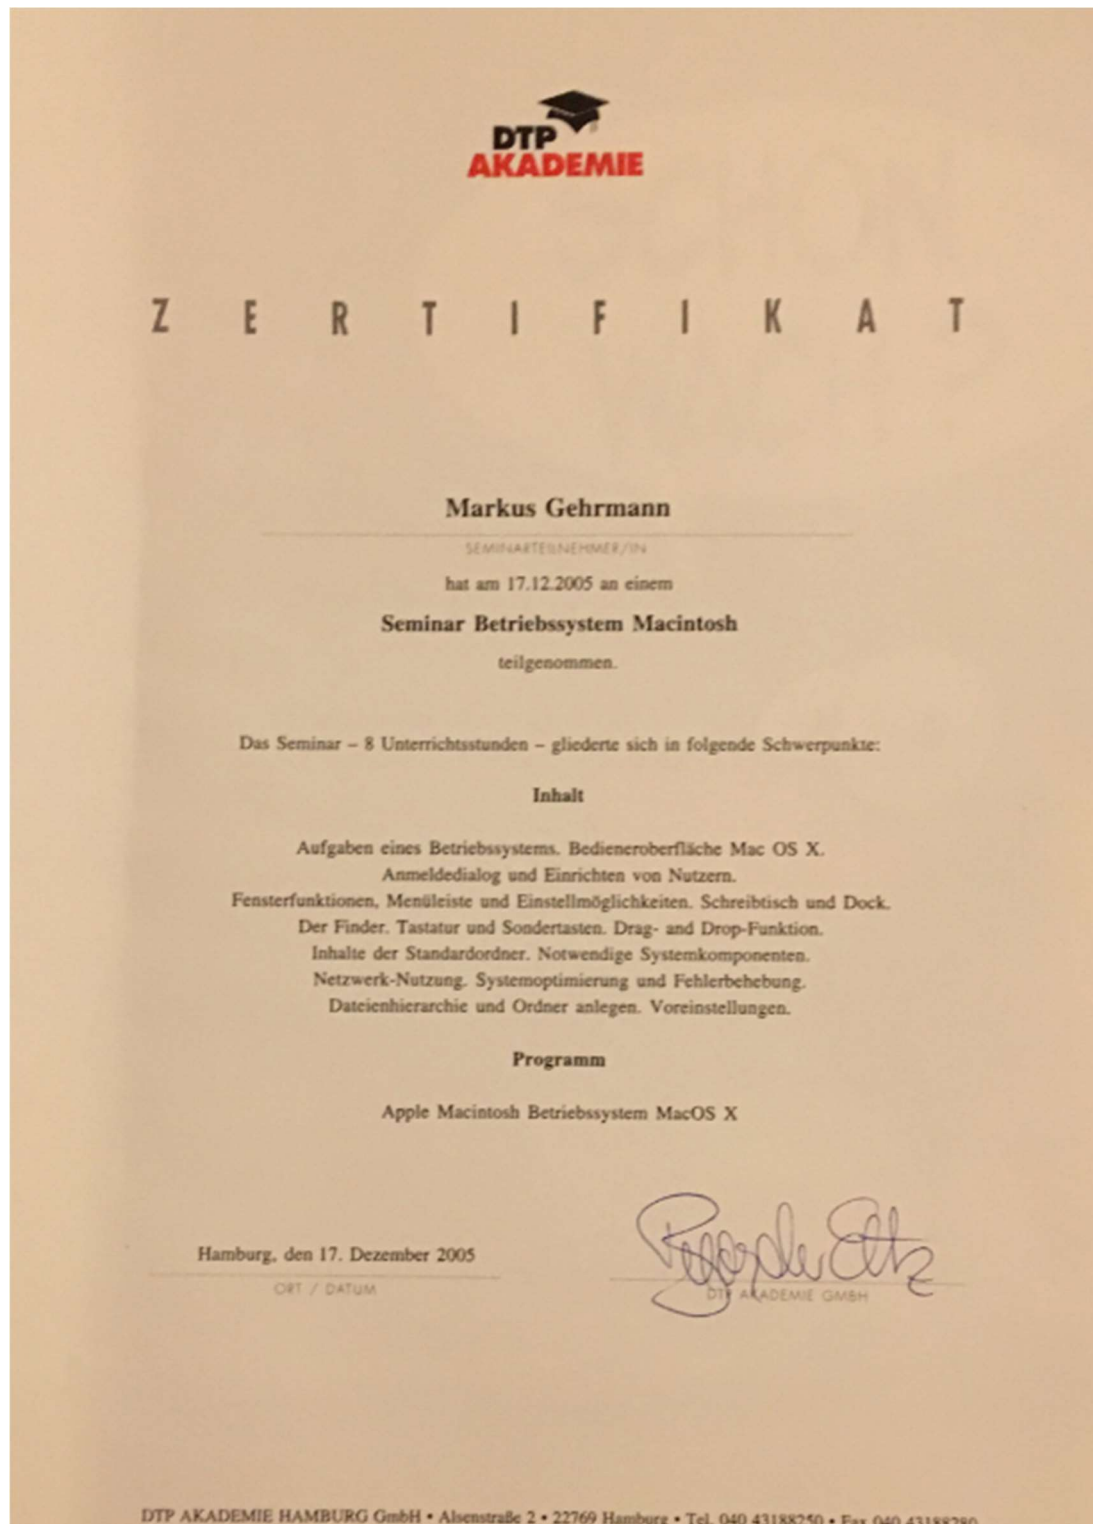 DTP
AKADEMIE
ZERTIFIKAT
Markus Gehrmann
SEMINARTEILNEHMER/IN
hat am 17.12.2005 an einem
Seminar Betriebssystem Macintosh
teilgenommen.
Das Seminar – 8 Unterrichtsstunden – gliederte sich in folgende Schwerpunkte:
Inhalt
Aufgaben eines Betriebssystems. Bedieneroberfläche Mac OS X.
Anmeldedialog und Einrichten von Nutzern.
Fensterfunktionen, Menüleiste und Einstellmöglichkeiten. Schreibtisch und Dock.
Der Finder. Tastatur und Sondertasten. Drag- and Drop-Funktion.
Inhalte der Standardordner. Notwendige Systemkomponenten.
Netzwerk-Nutzung. Systemoptimierung und Fehlerbehebung.
Dateienhierarchie und Ordner anlegen. Voreinstellungen.
Programm
Apple Macintosh Betriebssystem MacOS X
Hamburg, den 17. Dezember 2005
ORT / DATUM
DTP AKADEMIE GMBH
DTP AKADEMIE HAMBURG GmbH • Alsenstraße 2 • 22769 Hamburg • Tel. 040 43188250 • Fax 040 43188280